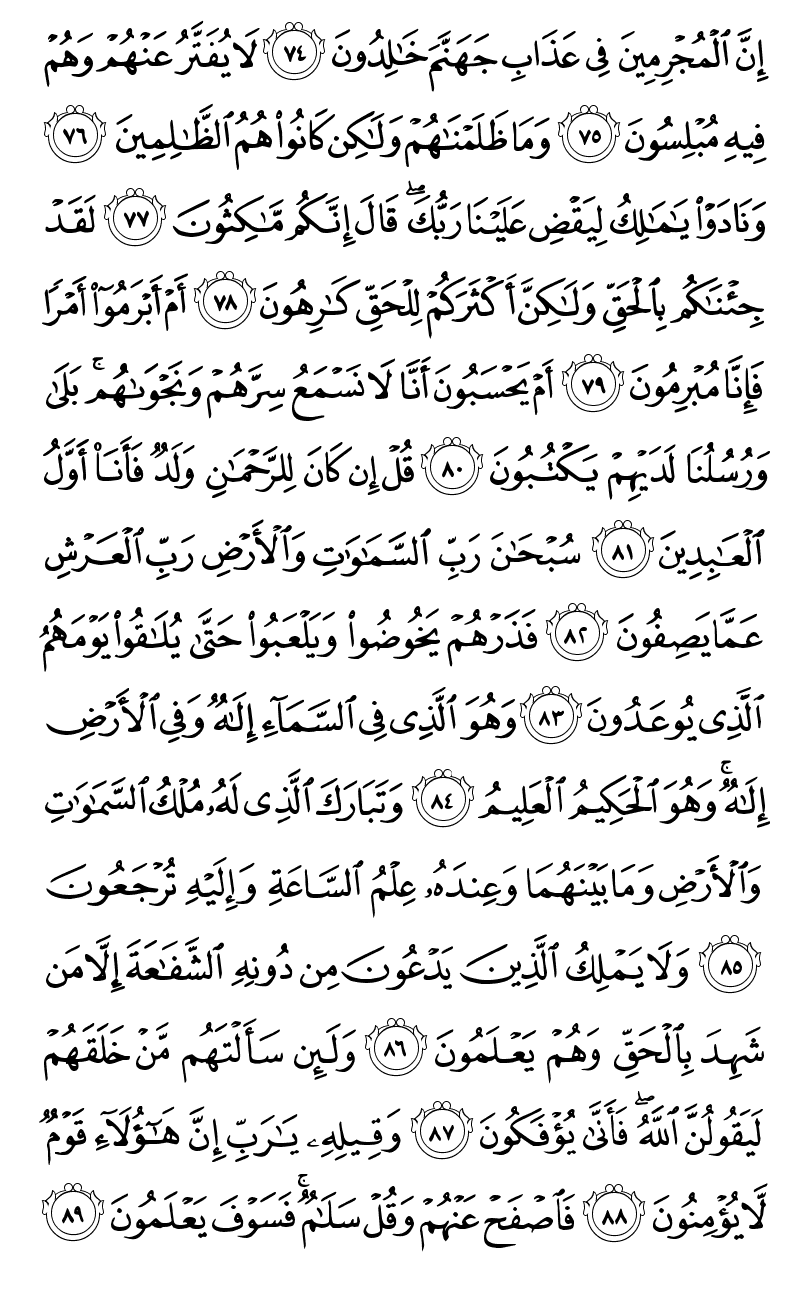 إِنَّ ٱلْمُجْرِمِينَ فِى عَذَابِ جَهَنَّمَ خَـٰلِدُونَ ٧٤ لَا يُفَتَّرُ عَنْهُمْ وَهُمْ
فِيهِ مُبْلِسُونَ ٧٥ وَمَا ظَلَمْنَـٰهُمْ وَلَـٰكِن كَانُوا۟ هُمُ ٱلظَّـٰلِمِينَ ٧٦
وَنَادَوْا۟ يَـٰمَـٰلِكُ لِيَقْضِ عَلَيْنَا رَبُّكَ ۖ قَالَ إِنَّكُم مَّـٰكِثُونَ ٧٧ لَقَدْ
جِئْنَـٰكُم بِٱلْحَقِّ وَلَـٰكِنَّ أَكْثَرَكُمْ لِلْحَقِّ كَـٰرِهُونَ ٧٨ أَمْ أَبْرَمُوٓا۟ أَمْرًا
فَإِنَّا مُبْرِمُونَ ٧٩ أَمْ يَحْسَبُونَ أَنَّا لَا نَسْمَعُ سِرَّهُمْ وَنَجْوَىٰهُم ۚ بَلَىٰ
وَرُسُلُنَا لَدَيْهِمْ يَكْتُبُونَ ٨٠ قُلْ إِن كَانَ لِلرَّحْمَـٰنِ وَلَدٌ فَأَنَا۠ أَوَّلُ
ٱلْعَـٰبِدِينَ ٨١ سُبْحَـٰنَ رَبِّ ٱلسَّمَـٰوَٰتِ وَٱلْأَرْضِ رَبِّ ٱلْعَرْشِ
عَمَّا يَصِفُونَ ٨٢ فَذَرْهُمْ يَخُوضُوا۟ وَيَلْعَبُوا۟ حَتَّىٰ يُلَـٰقُوا۟ يَوْمَهُمُ
ٱلَّذِى يُوعَدُونَ ٨٣ وَهُوَ ٱلَّذِى فِى ٱلسَّمَآءِ إِلَـٰهٌ وَفِى ٱلْأَرْضِ
إِلَـٰهٌ ۚ وَهُوَ ٱلْحَكِيمُ ٱلْعَلِيمُ ٨٤ وَتَبَارَكَ ٱلَّذِى لَهُۥ مُلْكُ ٱلسَّمَـٰوَٰتِ
وَٱلْأَرْضِ وَمَا بَيْنَهُمَا وَعِندَهُۥ عِلْمُ ٱلسَّاعَةِ وَإِلَيْهِ تُرْجَعُونَ
٨٥ وَلَا يَمْلِكُ ٱلَّذِينَ يَدْعُونَ مِن دُونِهِ ٱلشَّفَـٰعَةَ إِلَّا مَن
شَهِدَ بِٱلْحَقِّ وَهُمْ يَعْلَمُونَ ٨٦ وَلَئِن سَأَلْتَهُم مَّنْ خَلَقَهُمْ
لَيَقُولُنَّ ٱللَّهُ ۖ فَأَنَّىٰ يُؤْفَكُونَ ٨٧ وَقِيلِهِۦ يَـٰرَبِّ إِنَّ هَـٰٓؤُلَآءِ قَوْمٌ
لَّا يُؤْمِنُونَ ٨٨ فَٱصْفَحْ عَنْهُمْ وَقُلْ سَلَـٰمٌ ۚ فَسَوْفَ يَعْلَمُونَ ٨٩